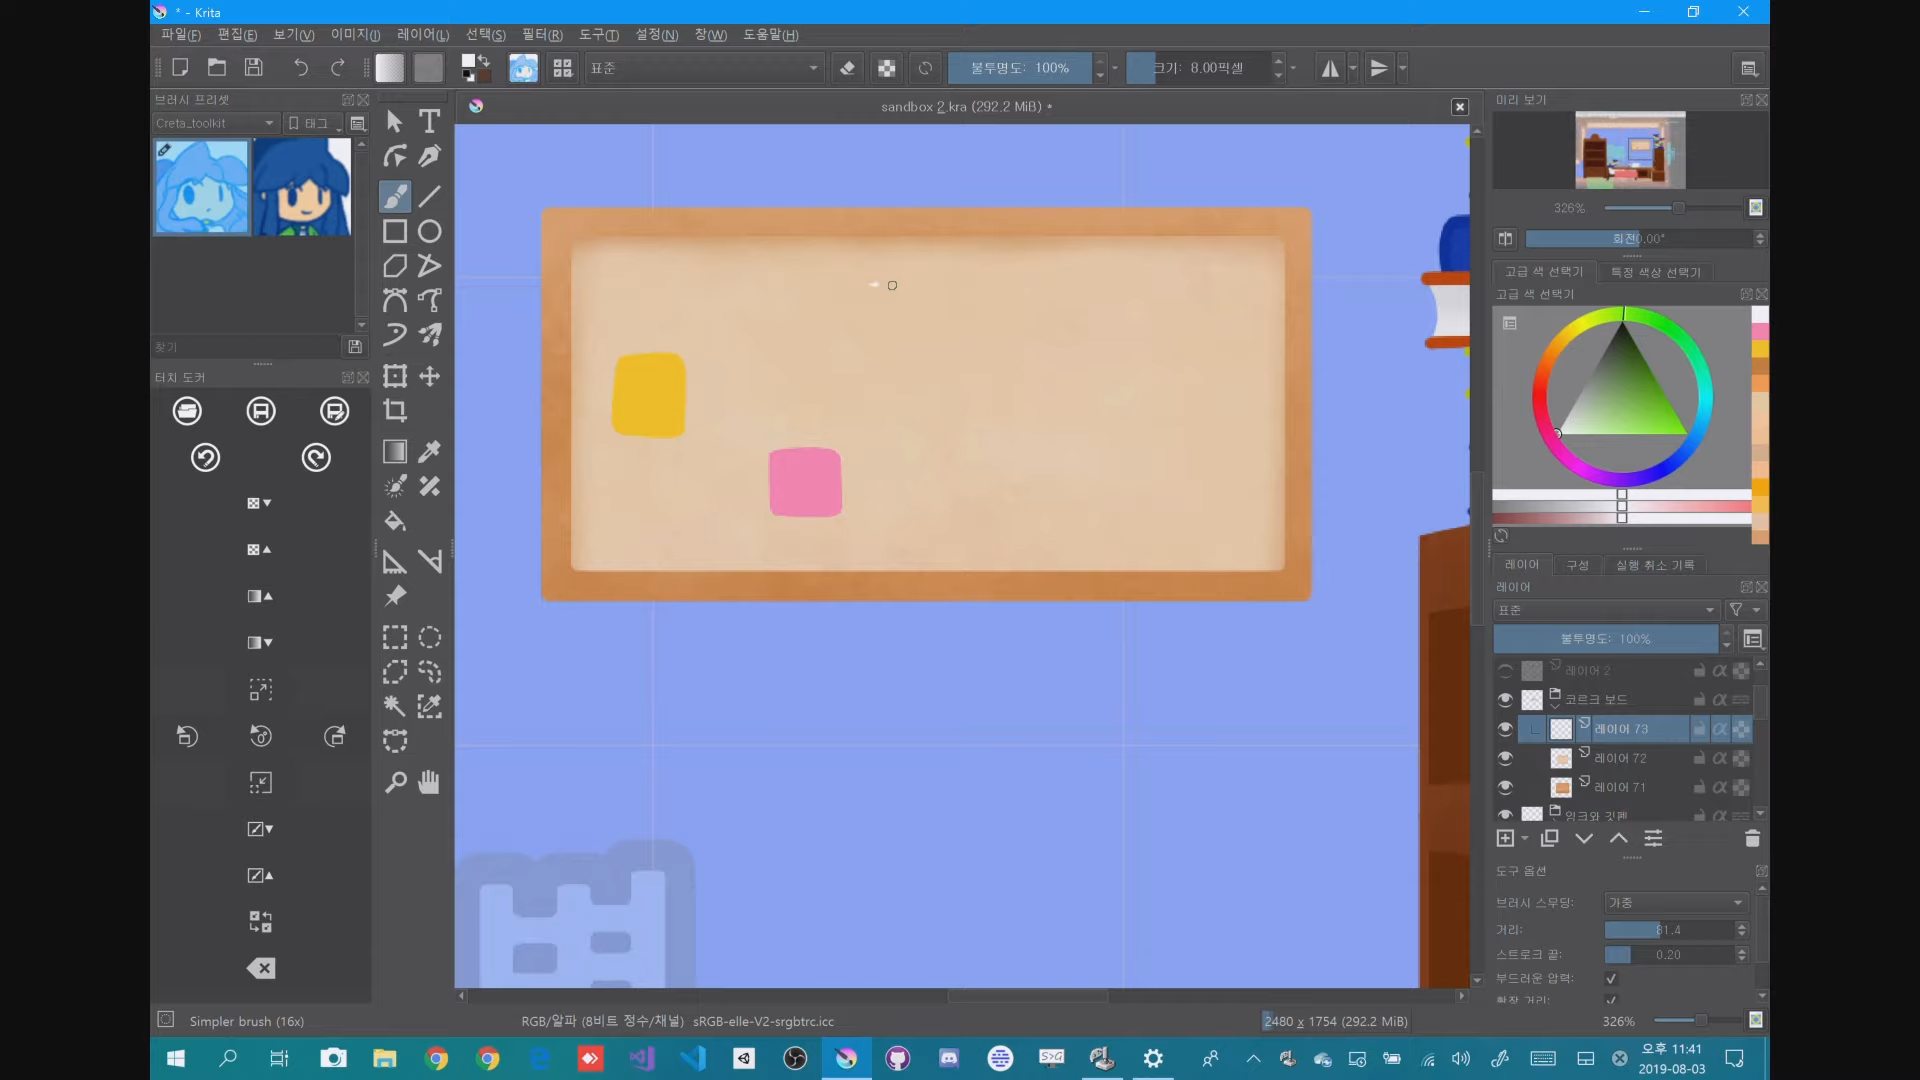 * - Krita
파일(F) 편집(E) 보기(V) 이미지(I) 레이어(L) 선택(S) 필터(R) 도구(T) 설정(N) 창(W) 도움말(H)
표준
불투명도: 100%
크기: 8.00픽셀
브러시 프리셋
Creta_toolkit
태그
sandbox 2.kra (292.2 MiB) *
미리 보기
326%
회전0.00°
고급 색 선택기
특정 색상 선택기
고급 색 선택기
찾기
터치 도커
레이어
구성
실행 취소 기록
레이어
표준
불투명도: 100%
레이어 2
코르크 보드
레이어 73
레이어 72
레이어 71
잉크와 깃펜
도구 옵션
브러시 스무딩:
가중
거리:
81.4
스트로크 끝:
0.20
부드러운 압력:
확장 거리:
Simpler brush (16x)
RGB/알파 (8비트 정수/채널) sRGB-elle-V2-srgbtrc.icc
2480 x 1754 (292.2 MiB)
326%
S>G
오후 11:41
2019-08-03